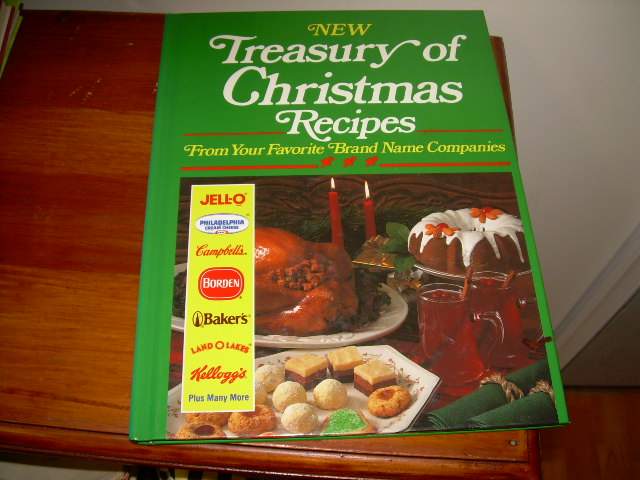 NEW
Treasury of
Christmas
Recipes
From Your Favorite Brand Name Companies
JELL-O
PHILADELPHIA
CREAM CHEESE
Campbell's
BORDEN
BAKER'S
LAND O LAKES
Kellogg's
Plus Many More